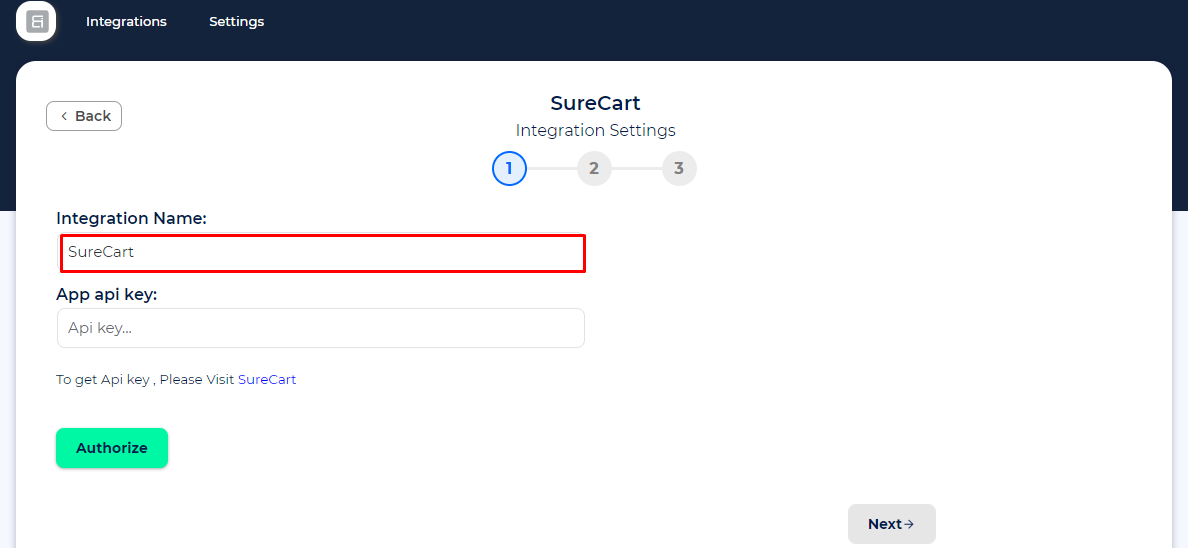 Integrations
Settings
Back
SureCart
Integration Settings
1
2
3
Integration Name:
SureCart
App api key:
Api key...
To get Api key , Please Visit SureCart
Authorize
Next